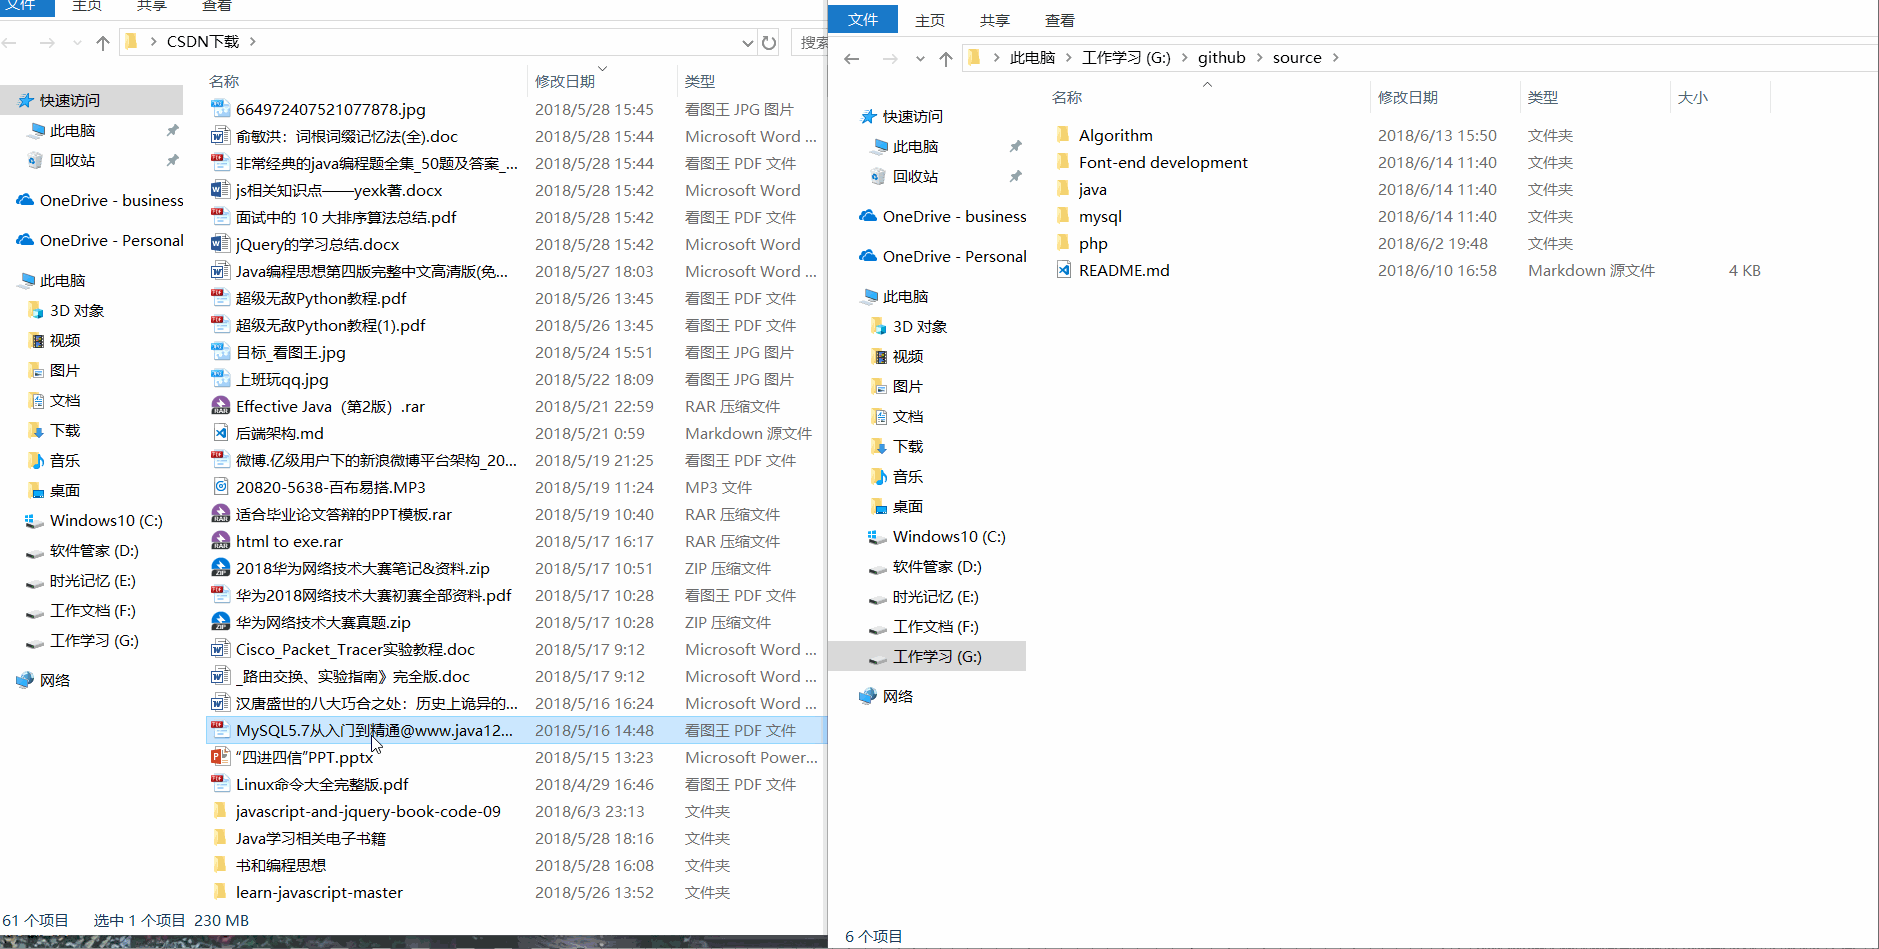 文件 主页 共享 查看
CSDN下载
搜索
名称 修改日期 类型
快速访问
此电脑
回收站
OneDrive - business
OneDrive - Personal
此电脑
3D 对象
视频
图片
文档
下载
音乐
桌面
Windows10 (C:)
软件管家 (D:)
时光记忆 (E:)
工作文档 (F:)
工作学习 (G:)
网络
664972407521077878.jpg 2018/5/28 15:45 看图王 JPG 图片
俞敏洪：词根词缀记忆法(全).doc 2018/5/28 15:44 Microsoft Word ...
非常经典的java编程题全集_50题及答案_... 2018/5/28 15:44 看图王 PDF 文件
js相关知识点——yexk著.docx 2018/5/28 15:42 Microsoft Word
面试中的 10 大排序算法总结.pdf 2018/5/28 15:42 看图王 PDF 文件
jQuery的学习总结.docx 2018/5/28 15:42 Microsoft Word
Java编程思想第四版完整中文高清版(免... 2018/5/27 18:03 Microsoft Word ...
超级无敌Python教程.pdf 2018/5/26 13:45 看图王 PDF 文件
超级无敌Python教程(1).pdf 2018/5/26 13:45 看图王 PDF 文件
目标_看图王.jpg 2018/5/24 15:51 看图王 JPG 图片
上班玩qq.jpg 2018/5/22 18:09 看图王 JPG 图片
Effective Java（第2版）.rar 2018/5/21 22:59 RAR 压缩文件
后端架构.md 2018/5/21 0:59 Markdown 源文件
微博.亿级用户下的新浪微博平台架构_20... 2018/5/19 21:25 看图王 PDF 文件
20820-5638-百布易搭.MP3 2018/5/19 11:24 MP3 文件
适合毕业论文答辩的PPT模板.rar 2018/5/19 10:40 RAR 压缩文件
html to exe.rar 2018/5/17 16:17 RAR 压缩文件
2018华为网络技术大赛笔记&资料.zip 2018/5/17 10:51 ZIP 压缩文件
华为2018网络技术大赛初赛全部资料.pdf 2018/5/17 10:28 看图王 PDF 文件
华为网络技术大赛真题.zip 2018/5/17 10:28 ZIP 压缩文件
Cisco_Packet_Tracer实验教程.doc 2018/5/17 9:12 Microsoft Word ...
_路由交换、实验指南》完全版.doc 2018/5/17 9:12 Microsoft Word ...
汉唐盛世的八大巧合之处：历史上诡异的... 2018/5/16 16:24 Microsoft Word ...
MySQL5.7从入门到精通@www.java12... 2018/5/16 14:48 看图王 PDF 文件
“四进四信”PPT.pptx 2018/5/15 13:23 Microsoft Power...
Linux命令大全完整版.pdf 2018/4/29 16:46 看图王 PDF 文件
javascript-and-jquery-book-code-09 2018/6/3 23:13 文件夹
Java学习相关电子书籍 2018/5/28 18:16 文件夹
书和编程思想 2018/5/28 16:08 文件夹
learn-javascript-master 2018/5/26 13:52 文件夹
61 个项目 选中 1 个项目 230 MB
文件 主页 共享 查看
此电脑 工作学习 (G:) github source
名称 修改日期 类型 大小
快速访问
此电脑
回收站
OneDrive - business
OneDrive - Personal
此电脑
3D 对象
视频
图片
文档
下载
音乐
桌面
Windows10 (C:)
软件管家 (D:)
时光记忆 (E:)
工作文档 (F:)
工作学习 (G:)
网络
Algorithm 2018/6/13 15:50 文件夹
Font-end development 2018/6/14 11:40 文件夹
java 2018/6/14 11:40 文件夹
mysql 2018/6/14 11:40 文件夹
php 2018/6/2 19:48 文件夹
README.md 2018/6/10 16:58 Markdown 源文件 4 KB
6 个项目